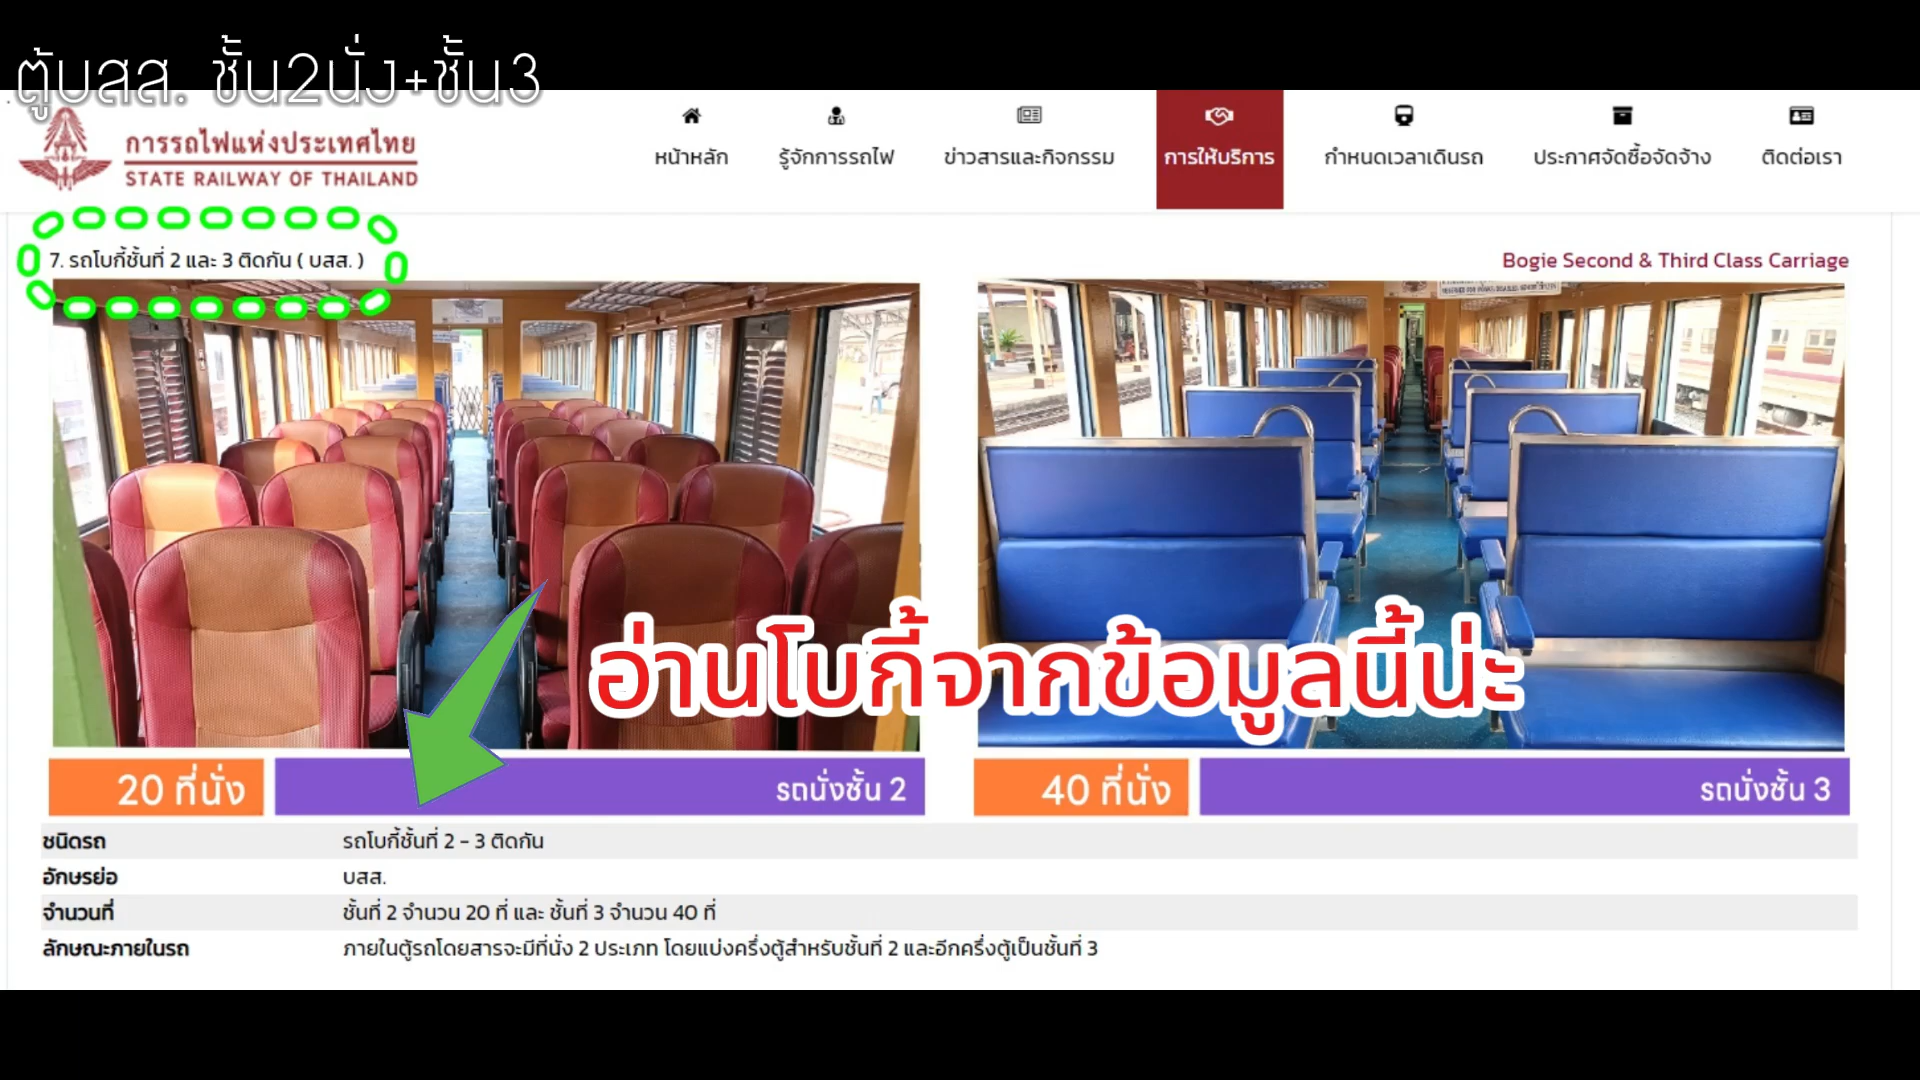 ตู้บสส. ชั้น2นั่ง+ชั้น3
การรถไฟแห่งประเทศไทย
STATE RAILWAY OF THAILAND
หน้าหลัก
รู้จักการรถไฟ
ข่าวสารและกิจกรรม
การให้บริการ
กำหนดเวลาเดินรถ
ประกาศจัดซื้อจัดจ้าง
ติดต่อเรา
7. รถโบกี้ชั้นที่ 2 และ 3 ติดกัน ( บสส. )
Bogie Second & Third Class Carriage
อ่านโบกี้จากข้อมูลนี้น่ะ
20 ที่นั่ง
รถนั่งชั้น 2
40 ที่นั่ง
รถนั่งชั้น 3
ชนิดรถ รถโบกี้ชั้นที่ 2 - 3 ติดกัน
อักษรย่อ บสส.
จำนวนที่ ชั้นที่ 2 จำนวน 20 ที่ และ ชั้นที่ 3 จำนวน 40 ที่
ลักษณะภายในรถ ภายในตู้รถโดยสารจะมีที่นั่ง 2 ประเภท โดยแบ่งครึ่งตู้สำหรับชั้นที่ 2 และอีกครึ่งตู้เป็นชั้นที่ 3